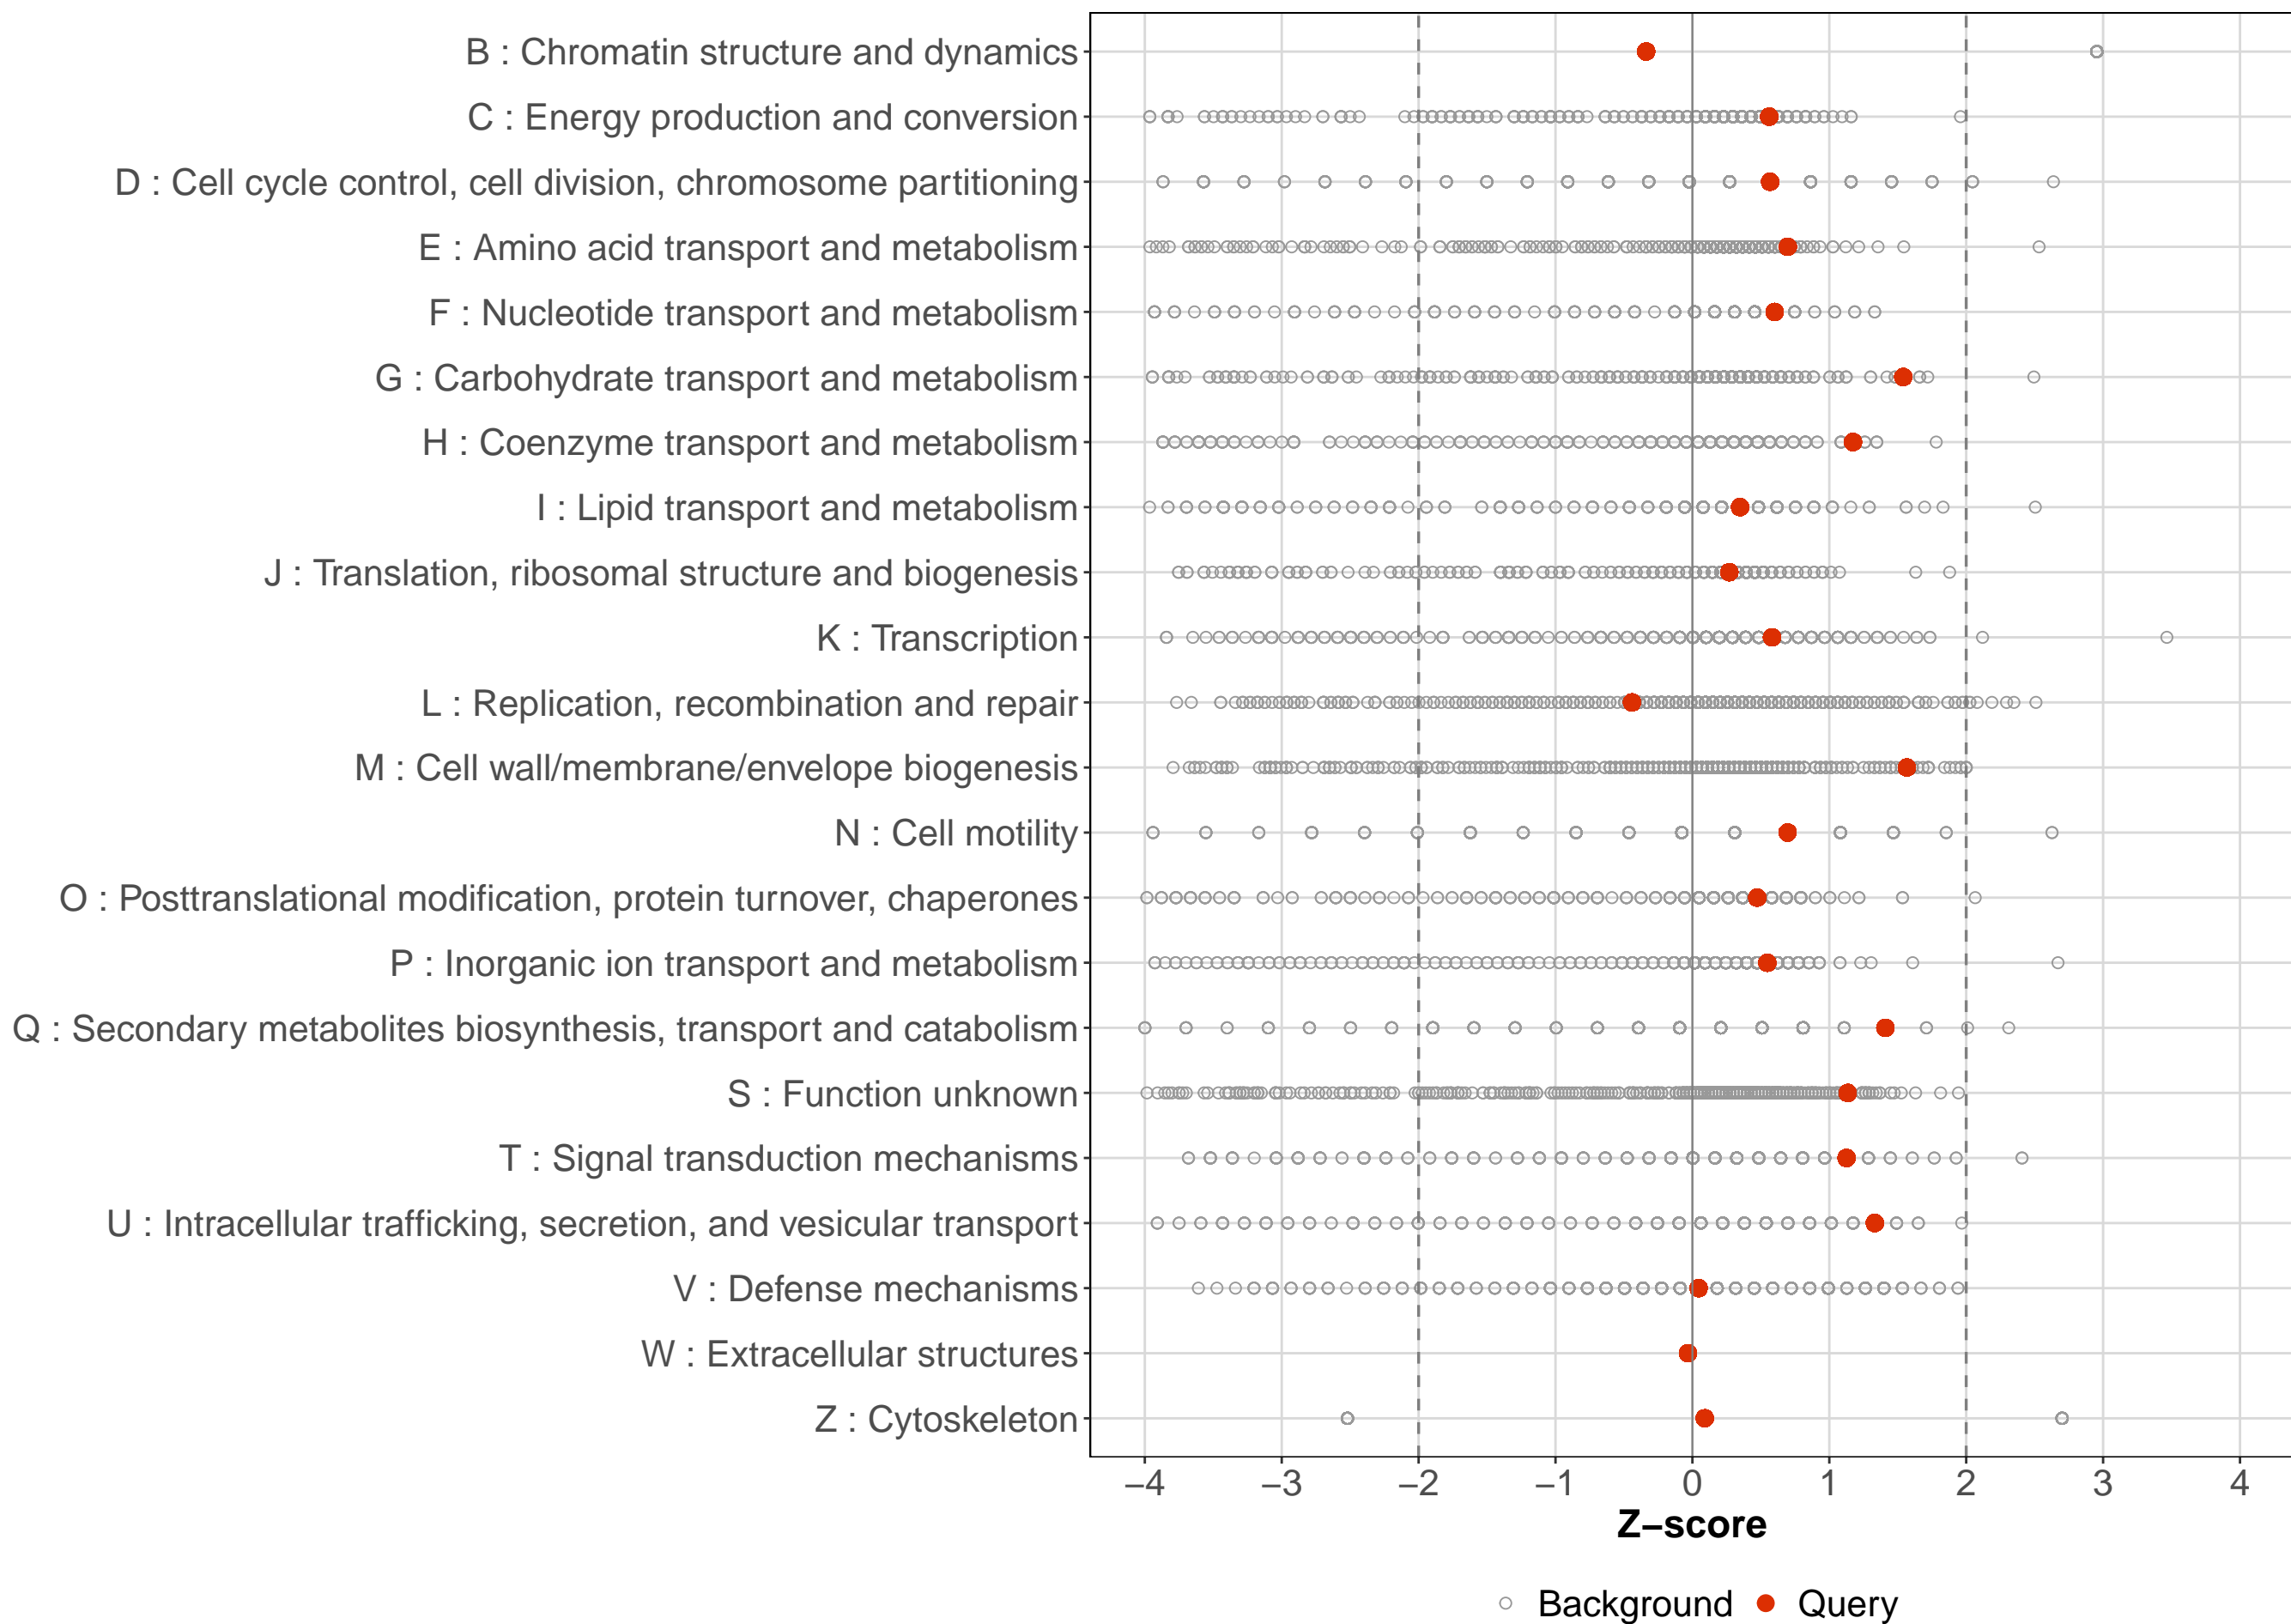 B : Chromatin structure and dynamics
C : Energy production and conversion
D : Cell cycle control, cell division, chromosome partitioning
E : Amino acid transport and metabolism
F : Nucleotide transport and metabolism
G : Carbohydrate transport and metabolism
H : Coenzyme transport and metabolism
I : Lipid transport and metabolism
J : Translation, ribosomal structure and biogenesis
K : Transcription
L : Replication, recombination and repair
M : Cell wall/membrane/envelope biogenesis
N : Cell motility
O : Posttranslational modification, protein turnover, chaperones
P : Inorganic ion transport and metabolism
Q : Secondary metabolites biosynthesis, transport and catabolism
S : Function unknown
T : Signal transduction mechanisms
U : Intracellular trafficking, secretion, and vesicular transport
V : Defense mechanisms
W : Extracellular structures
Z : Cytoskeleton
−4 −3 −2 −1 0 1 2 3 4
Z−score
Background Query